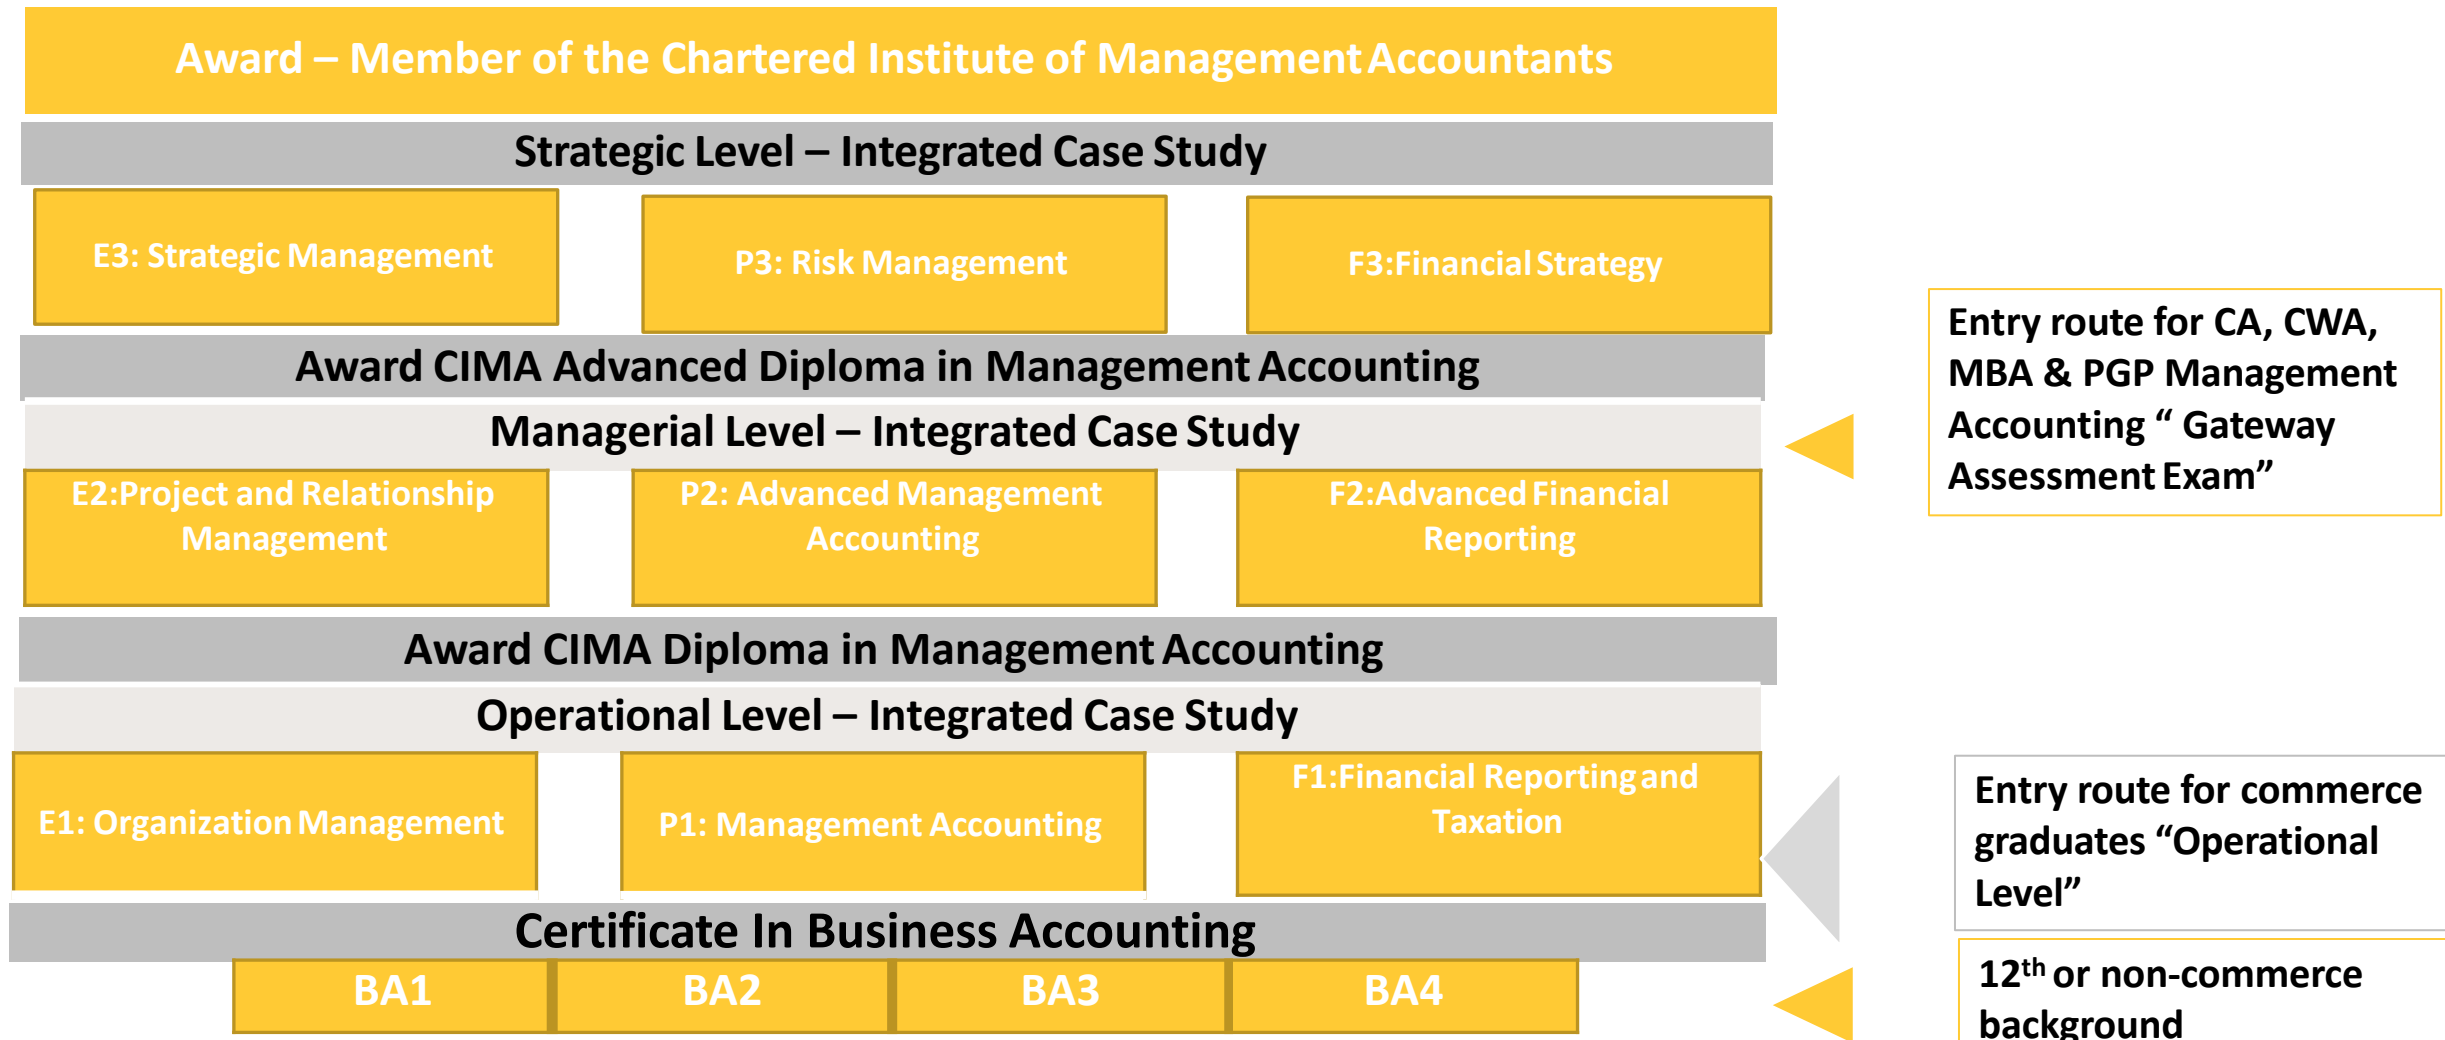 Award – Member of the Chartered Institute of Management Accountants
Strategic Level – Integrated Case Study
E3: Strategic Management
P3: Risk Management
F3:Financial Strategy
Award CIMA Advanced Diploma in Management Accounting
Managerial Level – Integrated Case Study
E2:Project and Relationship
Management
P2: Advanced Management
Accounting
F2:Advanced Financial
Reporting
Entry route for CA, CWA,
MBA & PGP Management
Accounting “ Gateway
Assessment Exam”
Award CIMA Diploma in Management Accounting
Operational Level – Integrated Case Study
E1: Organization Management
P1: Management Accounting
F1:Financial Reporting and
Taxation
Entry route for commerce
graduates “Operational
Level”
Certificate In Business Accounting
BA1
BA2
BA3
BA4
12th or non-commerce
background